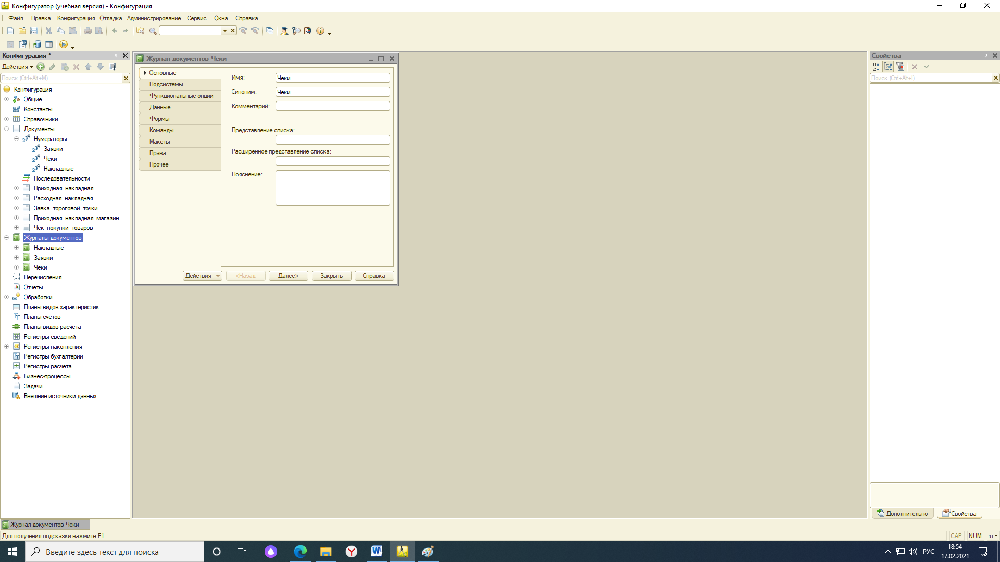 Конфигуратор (учебная версия) - Конфигурация
Файл Правка Конфигурация Отладка Администрирование Сервис Окна Справка
Конфигурация *
Действия
Поиск (Ctrl+Alt+M)
Конфигурация
Общие
Константы
Справочники
Документы
Нумераторы
Заявки
Чеки
Накладные
Последовательности
Приходная_накладная
Расходная_накладная
Завка_тороговой_точки
Приходная_накладная_магазин
Чек_покупки_товаров
Журналы документов
Накладные
Заявки
Чеки
Перечисления
Отчеты
Обработки
Планы видов характеристик
Планы счетов
Планы видов расчета
Регистры сведений
Регистры накопления
Регистры бухгалтерии
Регистры расчета
Бизнес-процессы
Задачи
Внешние источники данных
Журнал документов Чеки
Основные
Подсистемы
Функциональные опции
Данные
Формы
Команды
Макеты
Права
Прочее
Имя: Чеки
Синоним: Чеки
Комментарий:
Представление списка:
Расширенное представление списка:
Пояснение:
Действия <Назад Далее> Закрыть Справка
Свойства
Поиск (Ctrl+Alt+I)
Дополнительно Свойства
Журнал документов Чеки
Для получения подсказки нажмите F1
CAP NUM ru
Введите здесь текст для поиска
РУС
18:54
17.02.2021